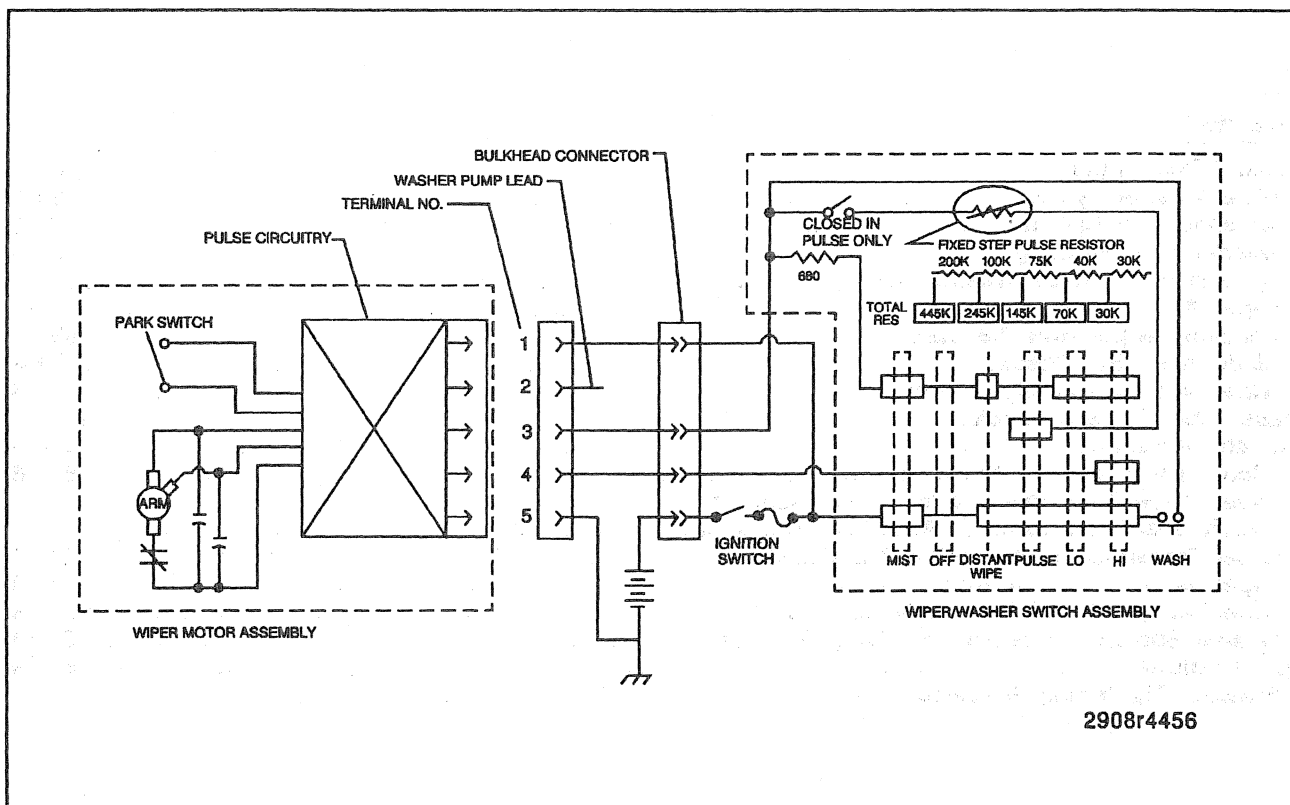 BULKHEAD CONNECTOR
WASHER PUMP LEAD
TERMINAL NO.
PULSE CIRCUITRY
CLOSED IN
PULSE ONLY
FIXED STEP PULSE RESISTOR
200K 100K 75K 40K 30K
680
TOTAL
RES
445K 245K 145K 70K 30K
PARK SWITCH
1
2
3
4
5
ARM
IGNITION
SWITCH
MIST OFF DISTANT PULSE LO HI WASH
WIPE
WIPER MOTOR ASSEMBLY
WIPER/WASHER SWITCH ASSEMBLY
2908r4456